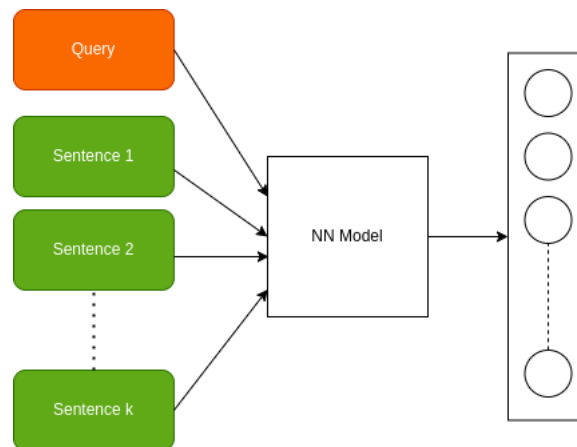 Query
Sentence 1
Sentence 2
NN Model
Sentence k